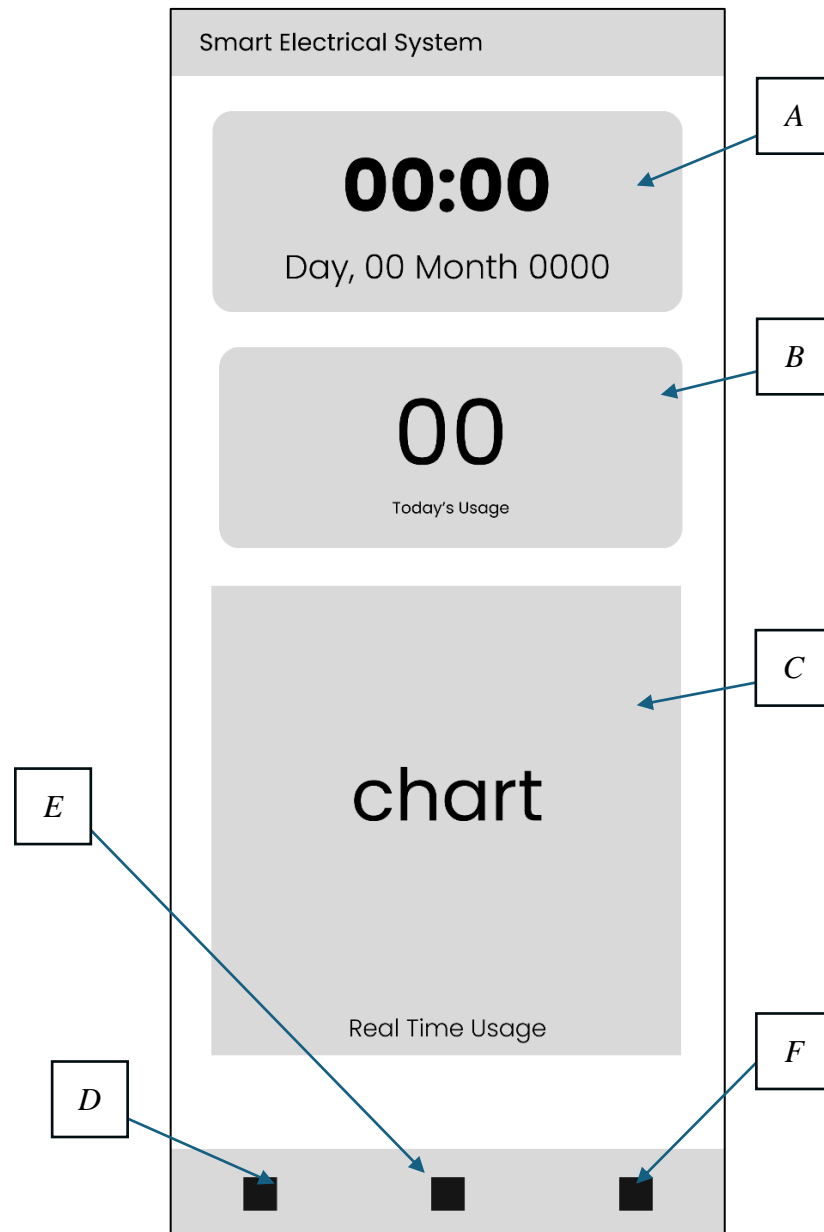 Smart Electrical System
A
00:00
Day, 00 Month 0000
B
00
Today's Usage
C
chart
E
Real Time Usage
F
D